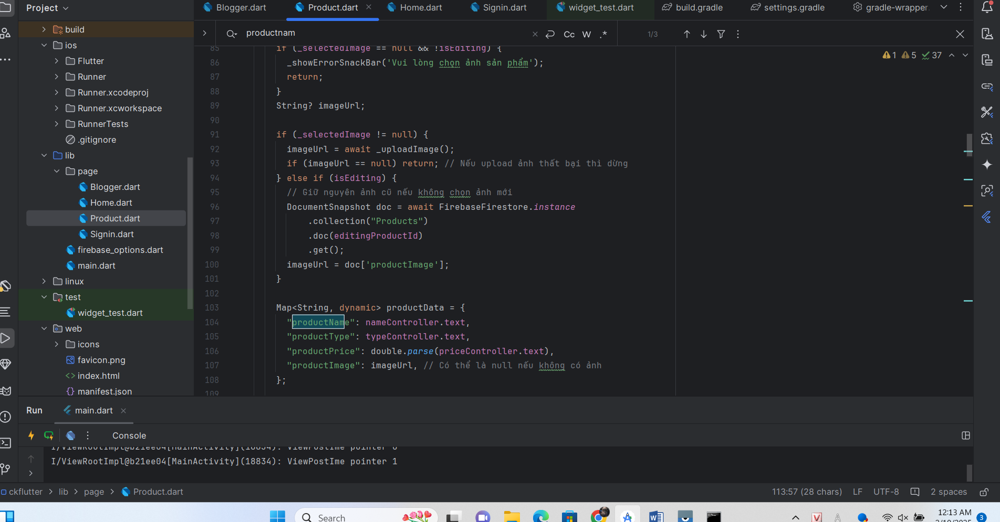 Project
Blogger.dart
Product.dart
Home.dart
Signin.dart
widget_test.dart
build.gradle
settings.gradle
gradle-wrapper.
productnam
Cc W .*
1/3
1 5 37
build
ios
Flutter
Runner
Runner.xcodeproj
Runner.xcworkspace
RunnerTests
.gitignore
lib
page
Blogger.dart
Home.dart
Product.dart
Signin.dart
firebase_options.dart
main.dart
linux
test
widget_test.dart
web
icons
favicon.png
index.html
manifest.json
85 if (_selectedImage == null && !isEditing) {
86 _showErrorSnackBar('Vui lòng chọn ảnh sản phẩm');
87 return;
88 }
89 String? imageUrl;
90
91 if (_selectedImage != null) {
92 imageUrl = await _uploadImage();
93 if (imageUrl == null) return; // Nếu upload ảnh thất bại thì dừng
94 } else if (isEditing) {
95 // Giữ nguyên ảnh cũ nếu không chọn ảnh mới
96 DocumentSnapshot doc = await FirebaseFirestore.instance
97 .collection("Products")
98 .doc(editingProductId)
99 .get();
100 imageUrl = doc['productImage'];
101 }
102
103 Map<String, dynamic> productData = {
104 "productName": nameController.text,
105 "productType": typeController.text,
106 "productPrice": double.parse(priceController.text),
107 "productImage": imageUrl, // Có thể là null nếu không có ảnh
108 };
109
Run
main.dart
Console
I/ViewRootImpl@b21ee04[MainActivity](18834): ViewPostIme pointer 0
I/ViewRootImpl@b21ee04[MainActivity](18834): ViewPostIme pointer 1
ckflutter > lib > page > Product.dart
113:57 (28 chars) LF UTF-8 2 spaces
Search
12:13 AM
3